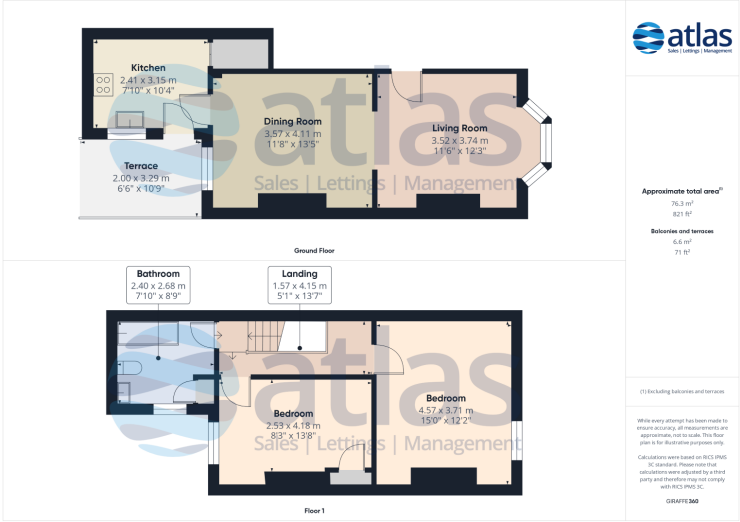 Kitchen
2.41 x 3.15 m
7'10" x 10'4"
Dining Room
3.57 x 4.11 m
11'8" x 13'5"
Living Room
3.52 x 3.74 m
11'6" x 12'3"
Terrace
2.00 x 3.29 m
6'6" x 10'9"
atlas
Sales | Lettings | Management
Ground Floor
Bathroom
2.40 x 2.68 m
7'10" x 8'9"
Landing
1.57 x 4.15 m
5'1" x 13'7"
Bedroom
2.53 x 4.18 m
8'3" x 13'8"
Bedroom
4.57 x 3.71 m
15'0" x 12'2"
atlas
Sales | Lettings | Management
Floor 1
atlas
Sales | Lettings | Management
Approximate total area(1)
76.3 m²
821 ft²
Balconies and terraces
6.6 m²
71 ft²
(1) Excluding balconies and terraces
While every attempt has been made to
ensure accuracy, all measurements are
approximate, not to scale. This floor
plan is for illustrative purposes only.
Calculations were based on RICS IPMS
3C standard. Please note that
calculations were adjusted by a third
party and therefore may not comply
with RICS IPMS 3C.
GIRAFFE360